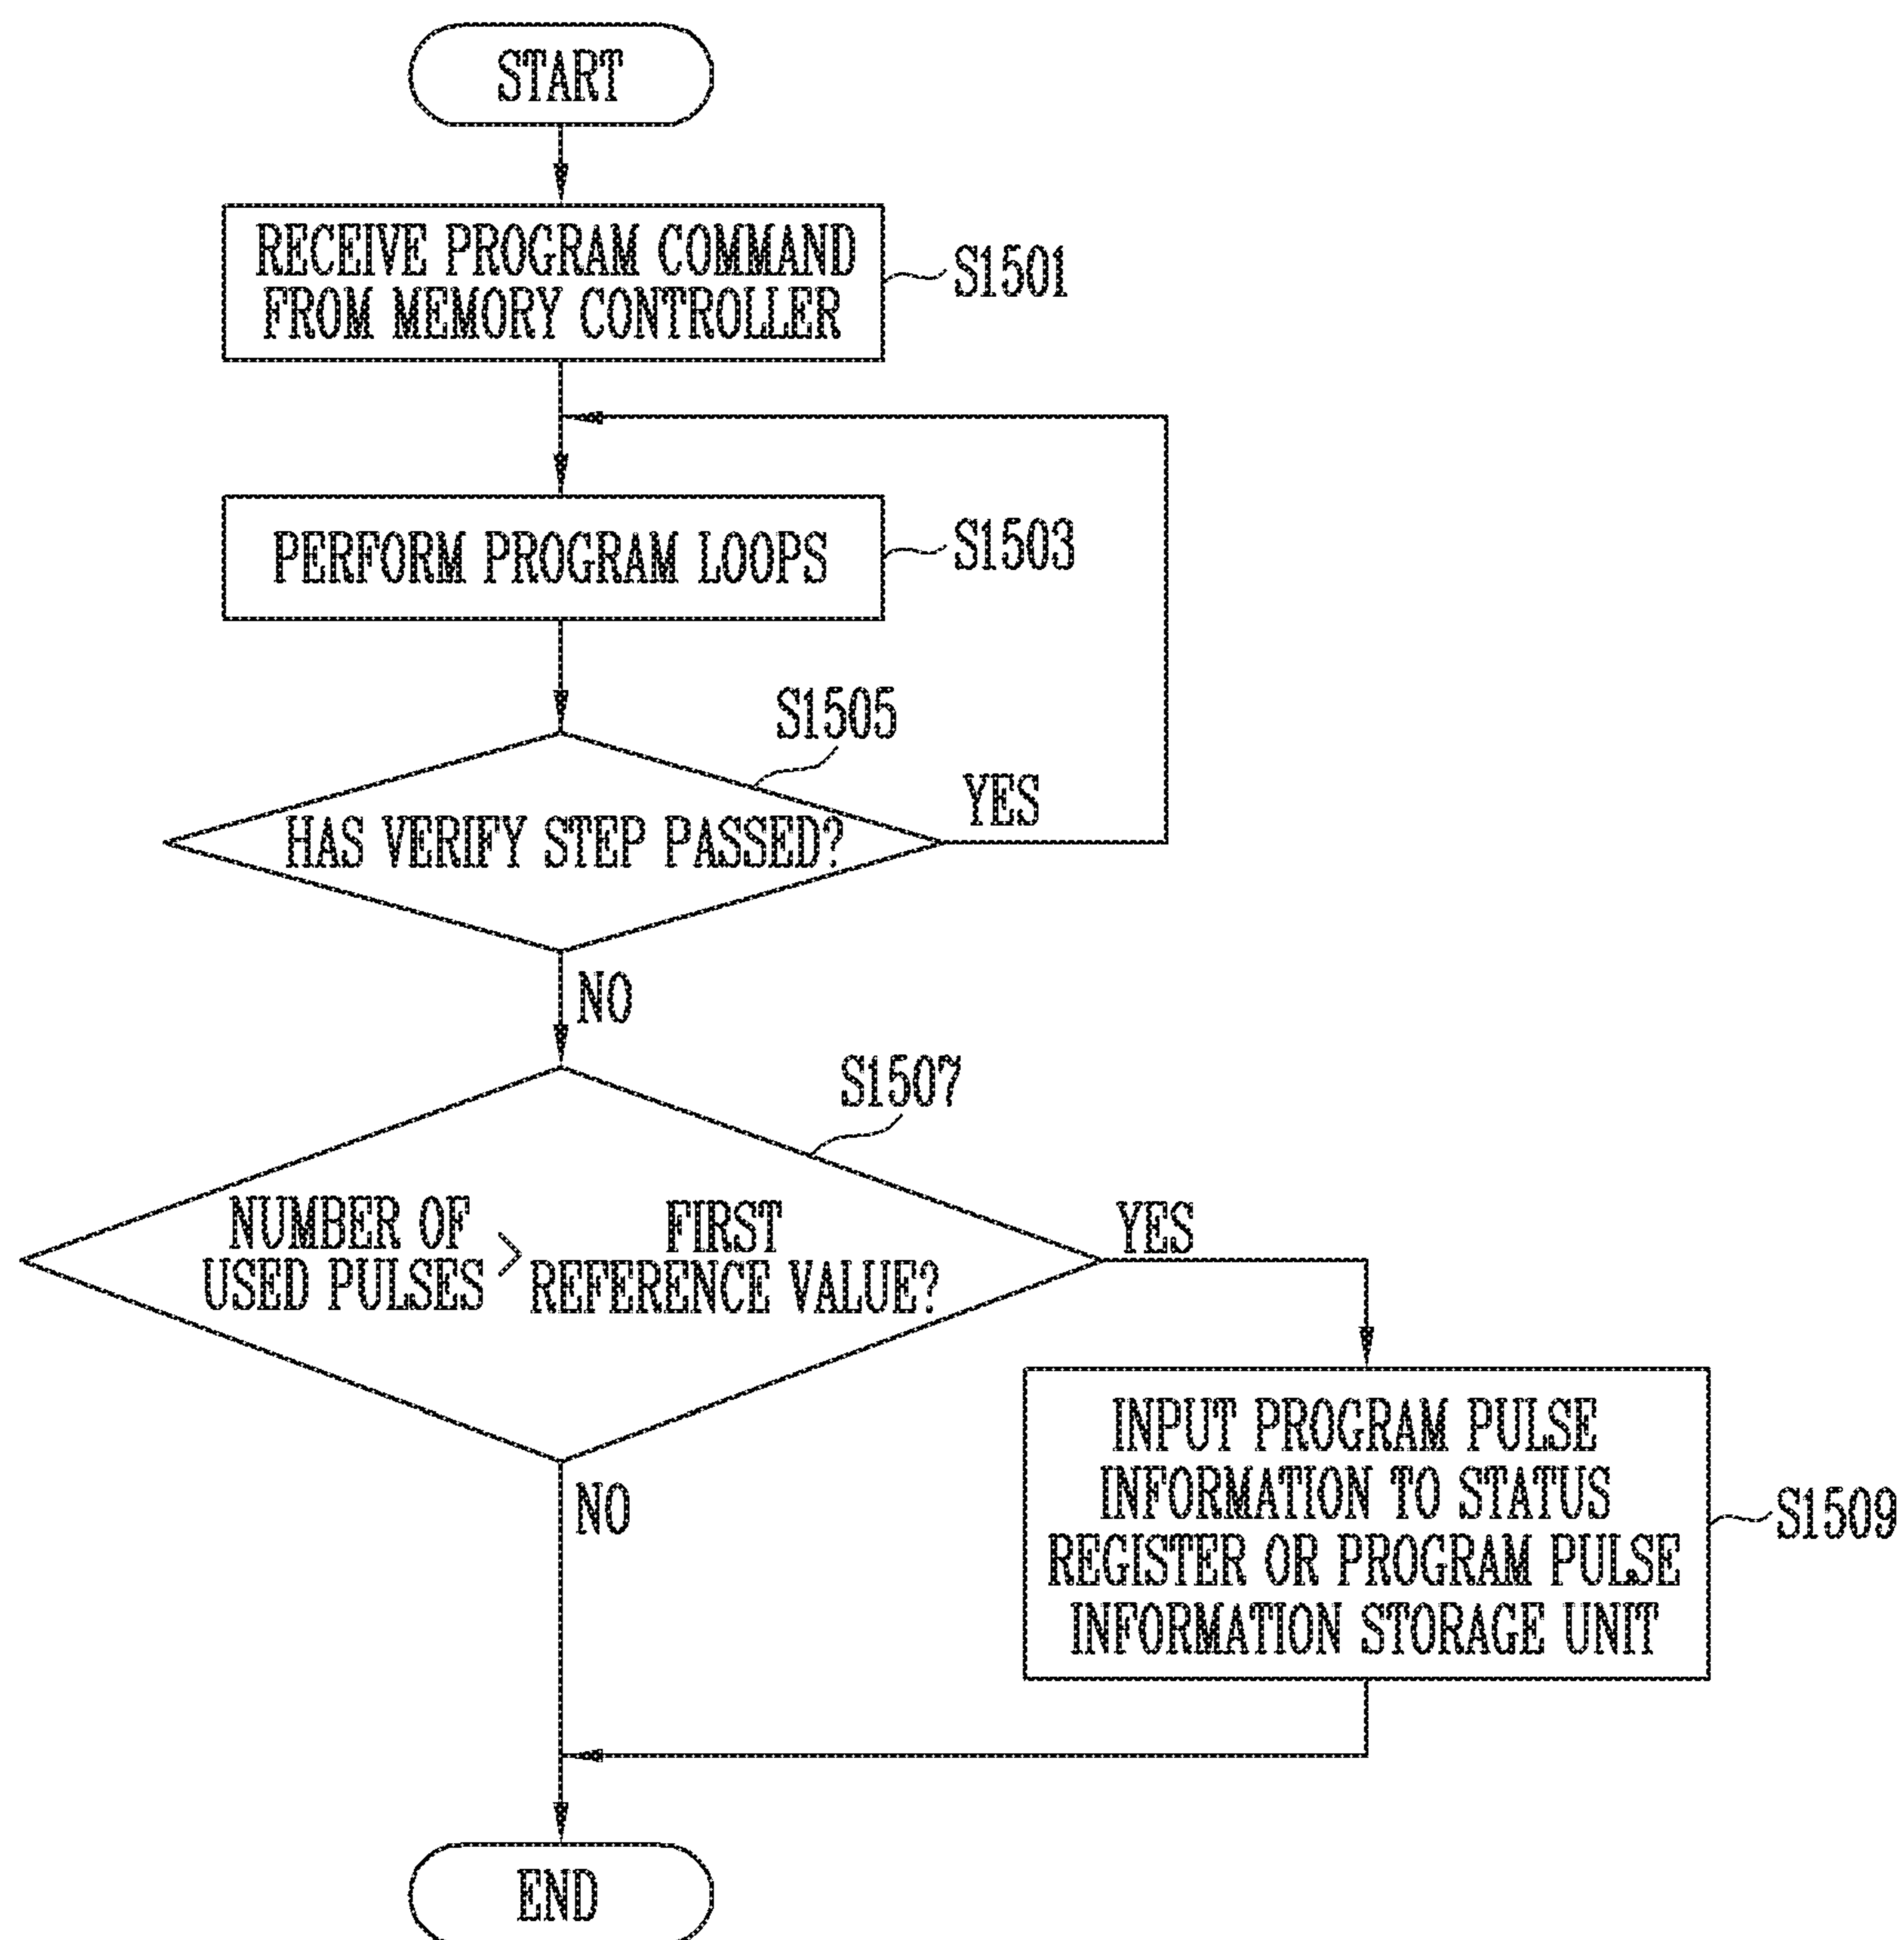 START
RECEIVE PROGRAM COMMAND
FROM MEMORY CONTROLLER
S1501
PERFORM PROGRAM LOOPS
S1503
S1505
HAS VERIFY STEP PASSED?
YES
NO
S1507
NUMBER OF
USED PULSES
>
FIRST
REFERENCE VALUE?
YES
NO
INPUT PROGRAM PULSE
INFORMATION TO STATUS
REGISTER OR PROGRAM PULSE
INFORMATION STORAGE UNIT
S1509
END